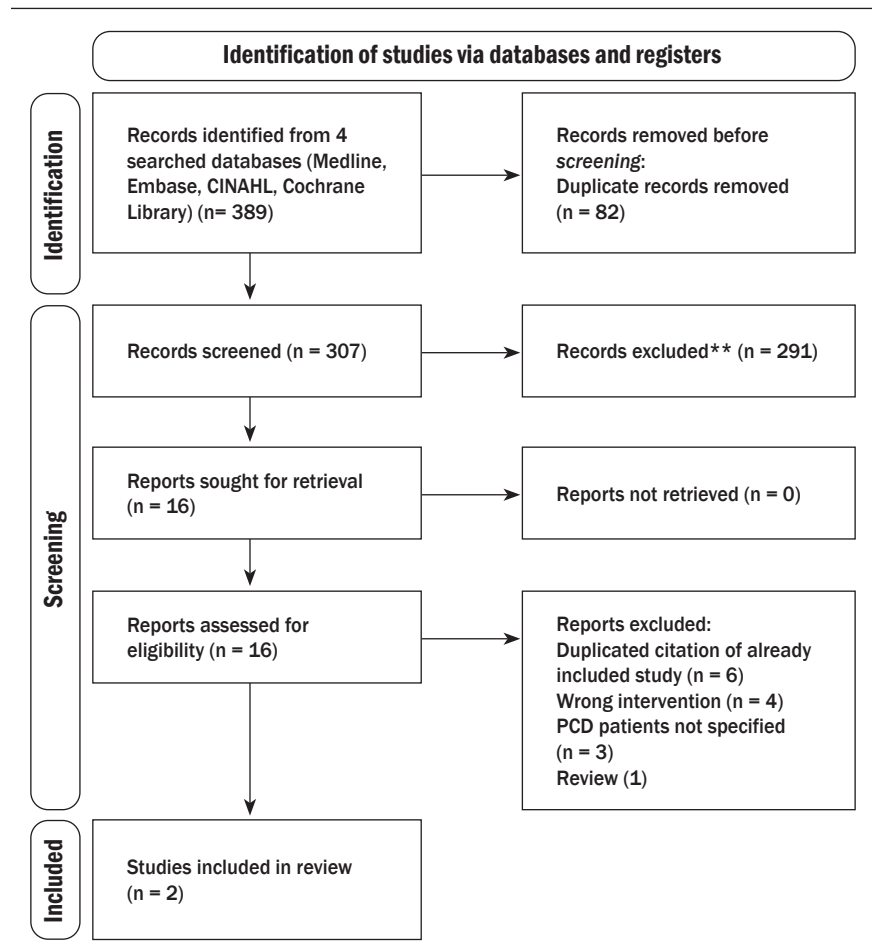 Identification of studies via databases and registers
Identification
Records identified from 4
searched databases (Medline,
Embase, CINAHL, Cochrane
Library) (n= 389)
Records removed before
screening:
Duplicate records removed
(n = 82)
Screening
Records screened (n = 307)
Records excluded** (n = 291)
Reports sought for retrieval
(n = 16)
Reports not retrieved (n = 0)
Reports assessed for
eligibility (n = 16)
Reports excluded:
Duplicated citation of already
included study (n = 6)
Wrong intervention (n = 4)
PCD patients not specified
(n = 3)
Review (1)
Included
Studies included in review
(n = 2)